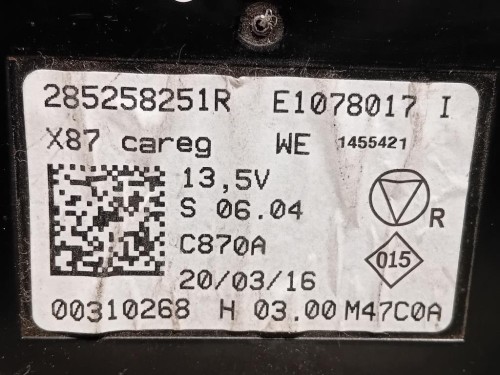 285258251R E1078017 I
X87 careg WE 1455421
13,5V
S 06.04
R
C870A
015
20/03/16
00310268 H 03.00 M47C0A